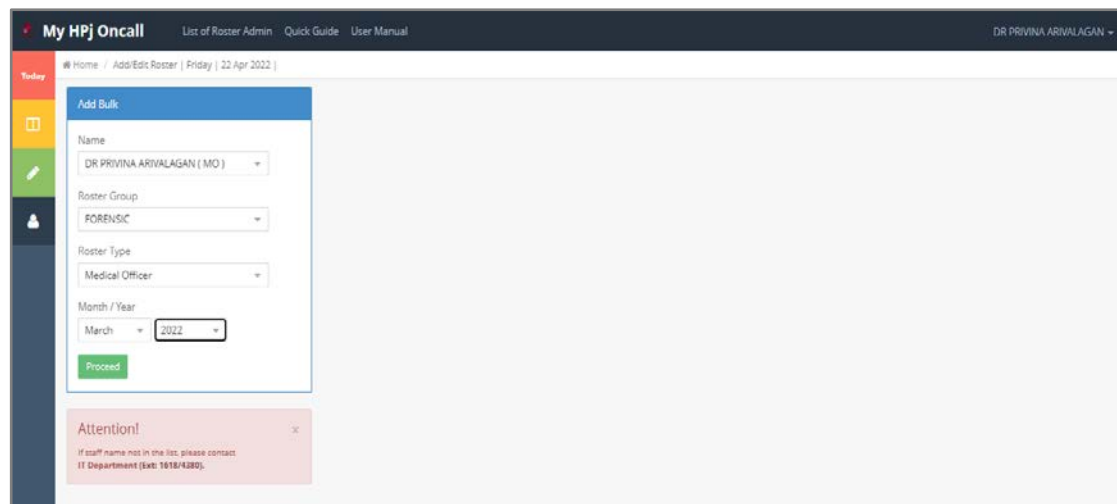 My HPj Oncall List of Roster Admin Quick Guide User Manual DR PRIVINA ARIVALAGAN
Today
Home / Add/Edit Roster | Friday | 22 Apr 2022 |
Add Bulk
Name
DR PRIVINA ARIVALAGAN ( MO )
Roster Group
FORENSIC
Roster Type
Medical Officer
Month / Year
March 2022
Proceed
Attention! x
If staff name not in the list, please contact
IT Department (Ext: 1618/4380).